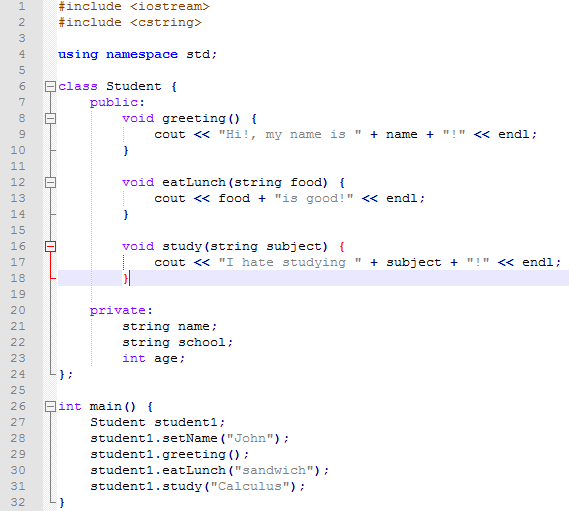 1 #include <iostream>
2 #include <cstring>
3
4 using namespace std;
5
6 class Student {
7 public:
8 void greeting() {
9 cout << "Hi!, my name is " + name + "!" << endl;
10 }
11
12 void eatLunch(string food) {
13 cout << food + "is good!" << endl;
14 }
15
16 void study(string subject) {
17 cout << "I hate studying " + subject + "!" << endl;
18 }
19
20 private:
21 string name;
22 string school;
23 int age;
24 };
25
26 int main() {
27 Student student1;
28 student1.setName("John");
29 student1.greeting();
30 student1.eatLunch("sandwich");
31 student1.study("Calculus");
32 }